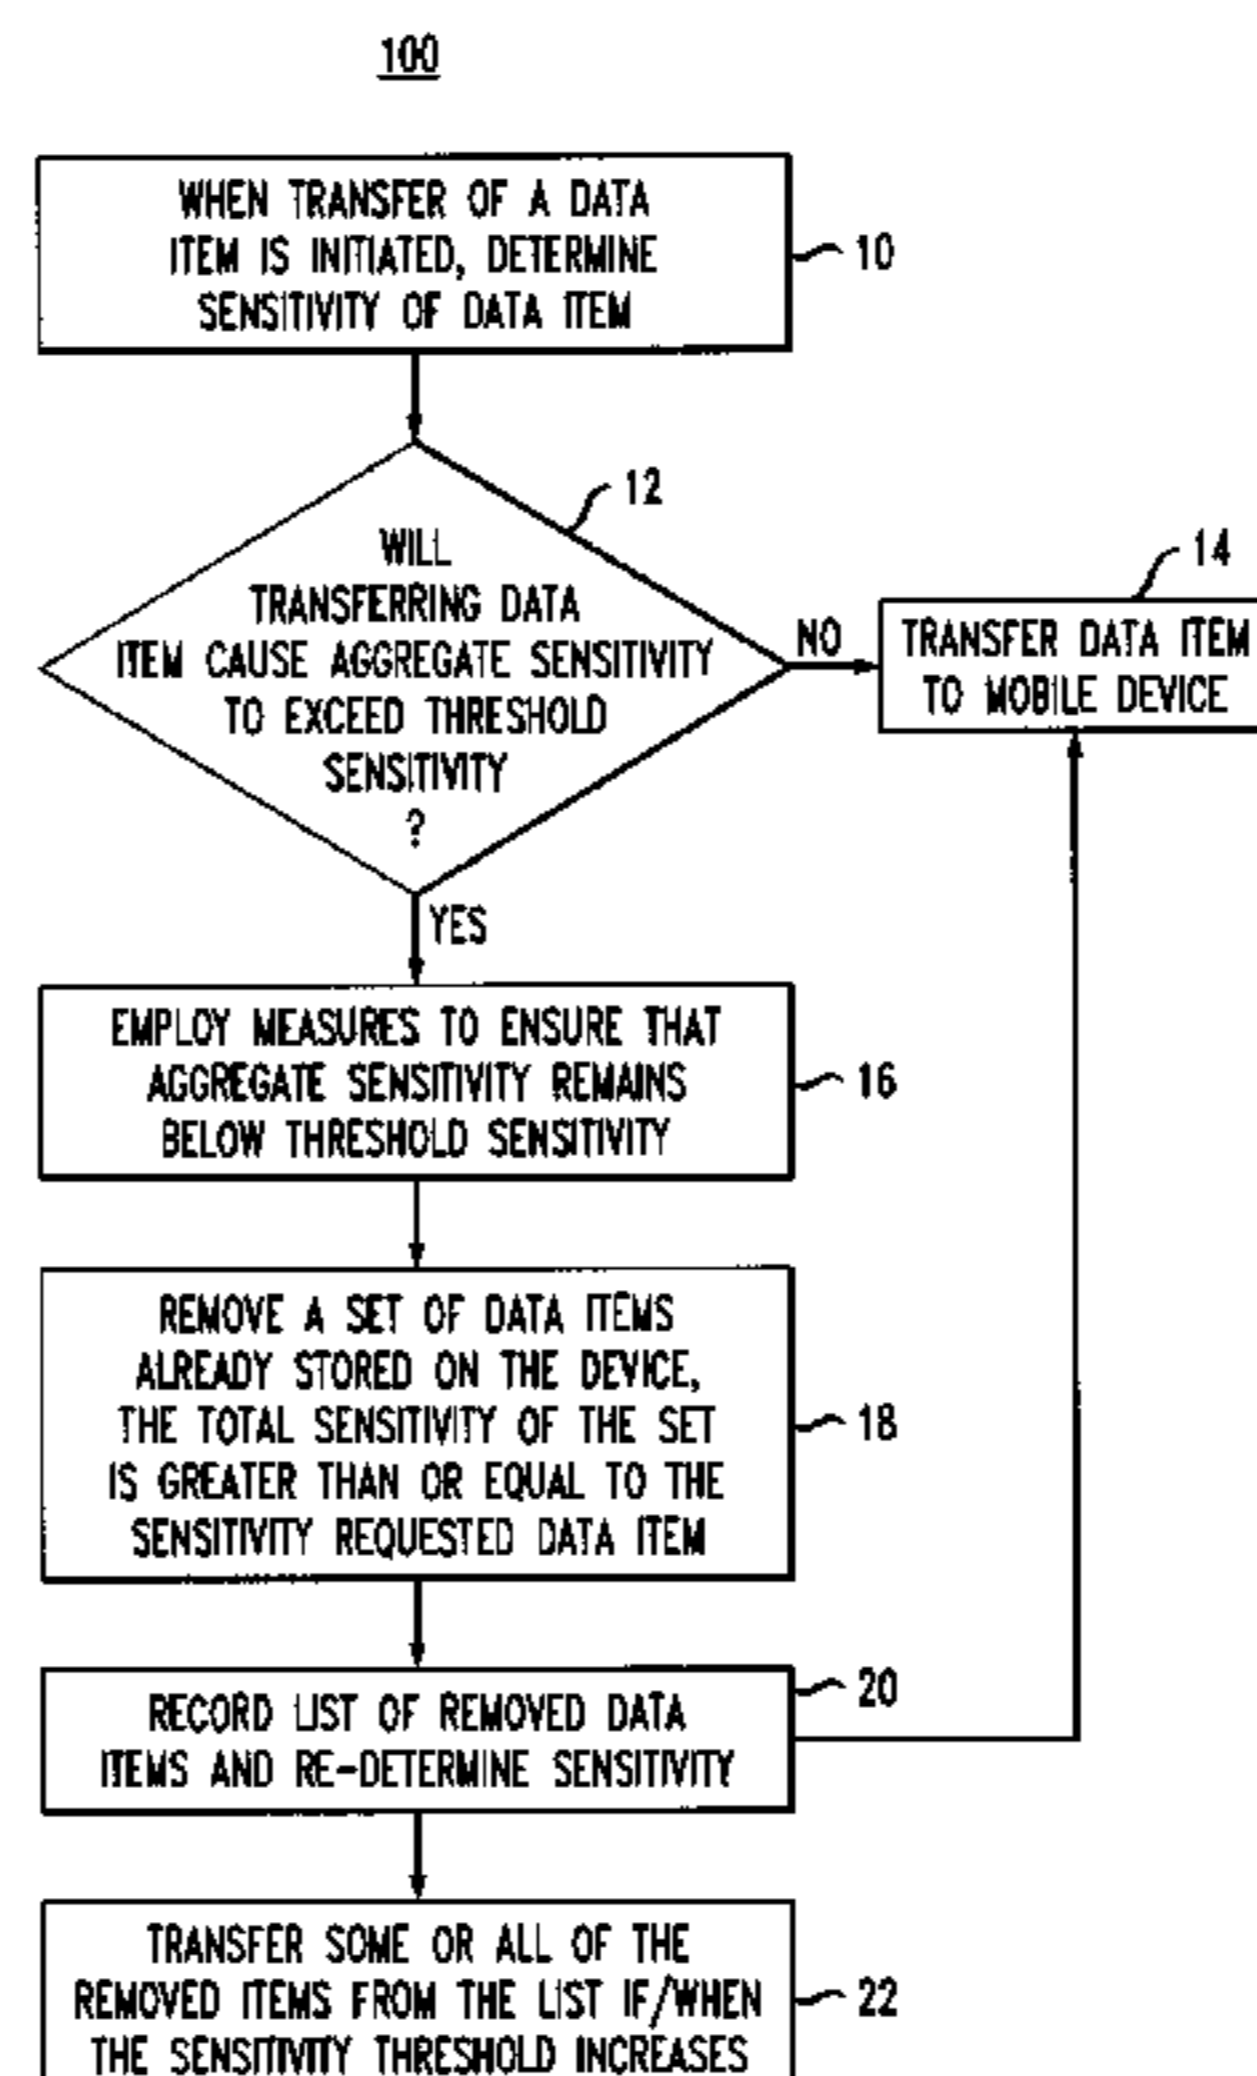 100
WHEN TRANSFER OF A DATA
ITEM IS INITIATED, DETERMINE
SENSITIVITY OF DATA ITEM
10
12
WILL
TRANSFERRING DATA
ITEM CAUSE AGGREGATE SENSITIVITY
TO EXCEED THRESHOLD
SENSITIVITY
?
NO
14
TRANSFER DATA ITEM
TO MOBILE DEVICE
YES
EMPLOY MEASURES TO ENSURE THAT
AGGREGATE SENSITIVITY REMAINS
BELOW THRESHOLD SENSITIVITY
16
REMOVE A SET OF DATA ITEMS
ALREADY STORED ON THE DEVICE,
THE TOTAL SENSITIVITY OF THE SET
IS GREATER THAN OR EQUAL TO THE
SENSITIVITY REQUESTED DATA ITEM
18
RECORD LIST OF REMOVED DATA
ITEMS AND RE-DETERMINE SENSITIVITY
20
TRANSFER SOME OR ALL OF THE
REMOVED ITEMS FROM THE LIST IF/WHEN
THE SENSITIVITY THRESHOLD INCREASES
22